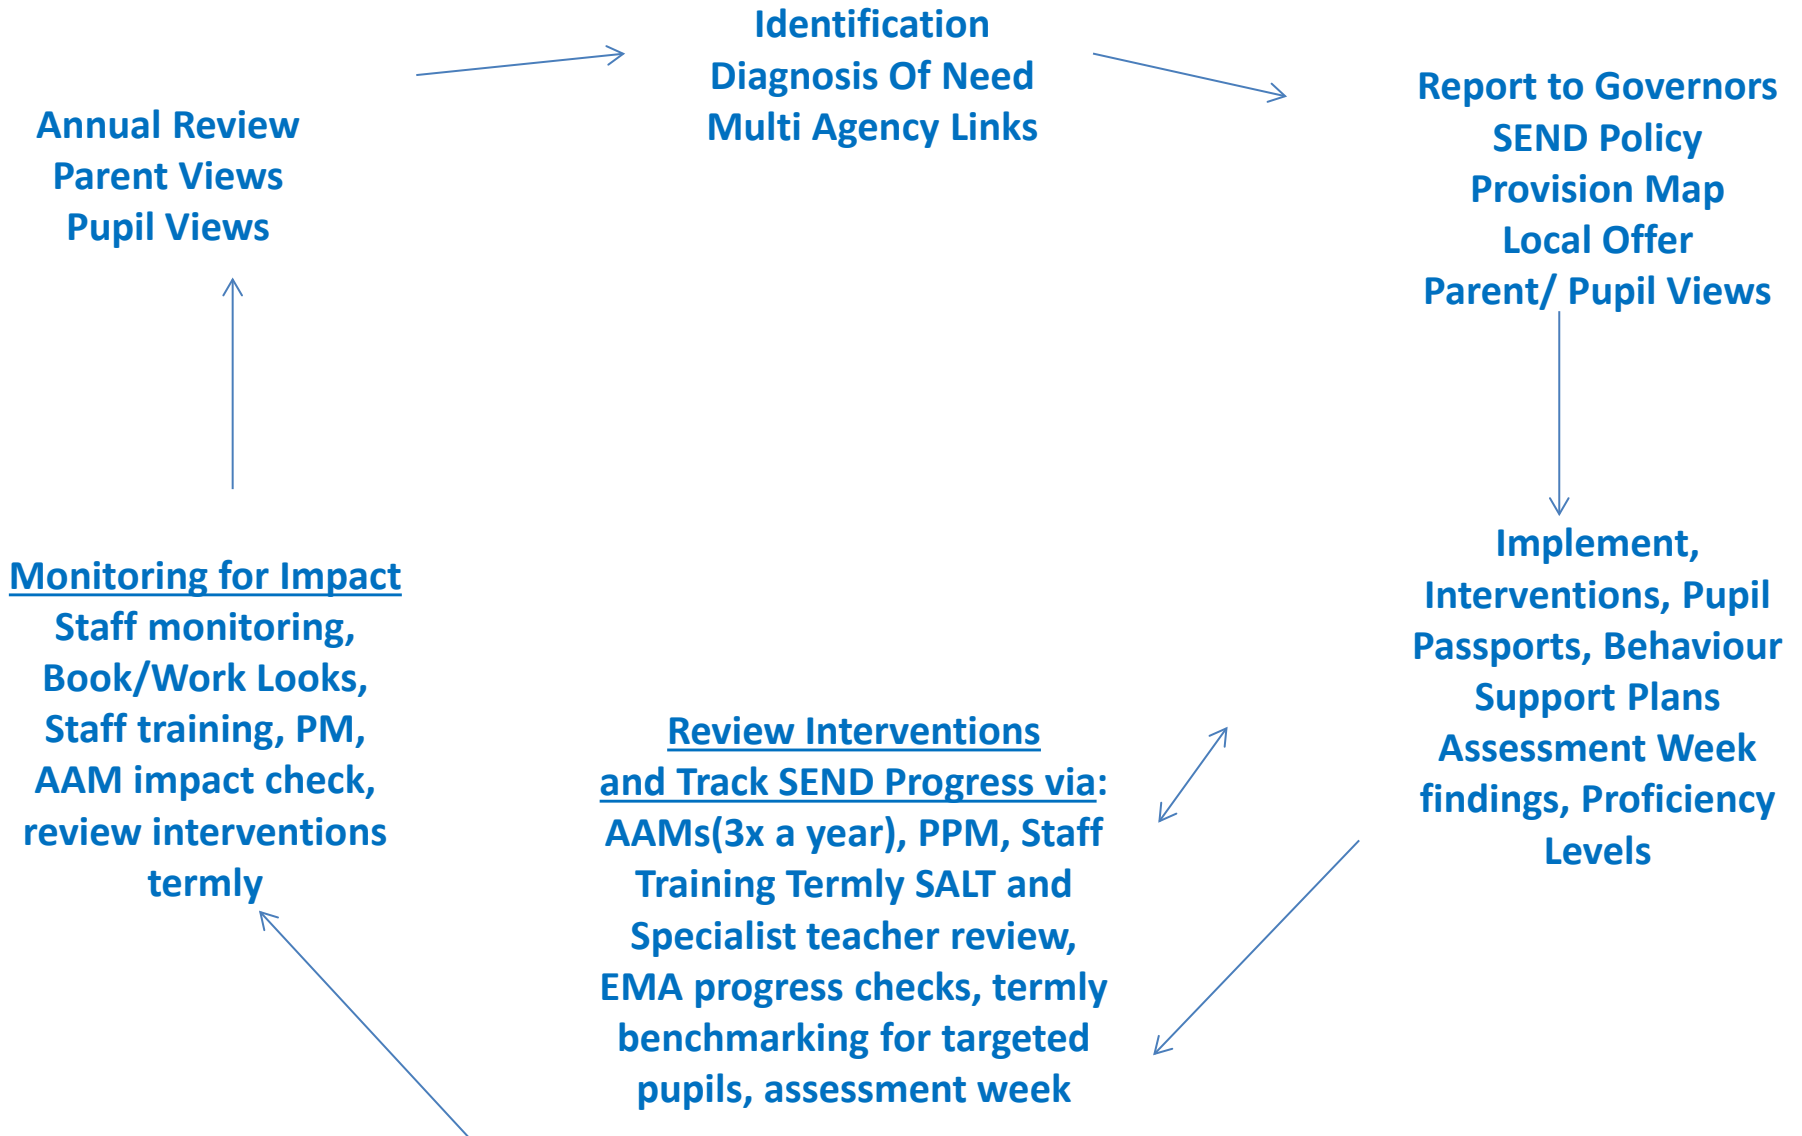 Identification
Diagnosis Of Need
Multi Agency Links
Report to Governors
SEND Policy
Provision Map
Local Offer
Parent/ Pupil Views
Implement,
Interventions, Pupil
Passports, Behaviour
Support Plans
Assessment Week
findings, Proficiency
Levels
Review Interventions
and Track SEND Progress via:
AAMs(3x a year), PPM, Staff
Training Termly SALT and
Specialist teacher review,
EMA progress checks, termly
benchmarking for targeted
pupils, assessment week
Monitoring for Impact
Staff monitoring,
Book/Work Looks,
Staff training, PM,
AAM impact check,
review interventions
termly
Annual Review
Parent Views
Pupil Views